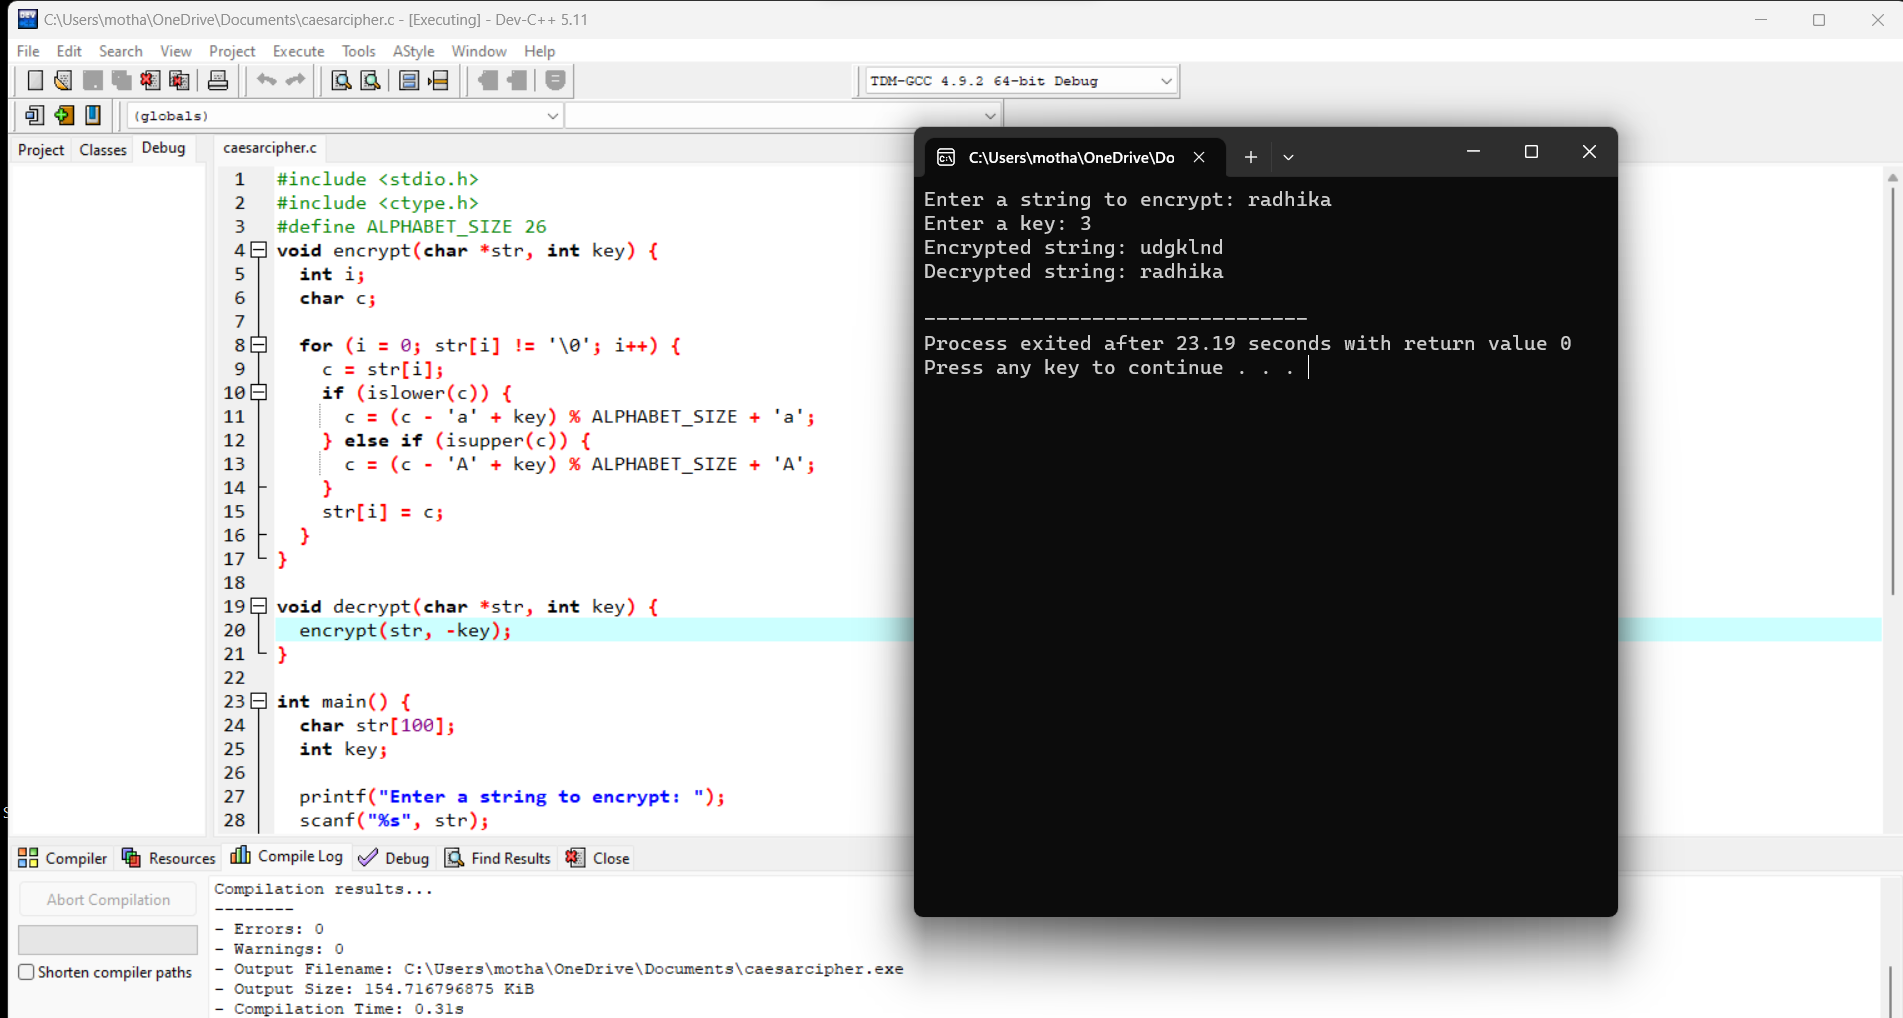 C:\Users\motha\OneDrive\Documents\caesarcipher.c - [Executing] - Dev-C++ 5.11
File Edit Search View Project Execute Tools AStyle Window Help
TDM-GCC 4.9.2 64-bit Debug
(globals)
Project Classes Debug
caesarcipher.c
1 #include <stdio.h>
2 #include <ctype.h>
3 #define ALPHABET_SIZE 26
4 void encrypt(char *str, int key) {
5 int i;
6 char c;
7
8 for (i = 0; str[i] != '\0'; i++) {
9 c = str[i];
10 if (islower(c)) {
11 c = (c - 'a' + key) % ALPHABET_SIZE + 'a';
12 } else if (isupper(c)) {
13 c = (c - 'A' + key) % ALPHABET_SIZE + 'A';
14 }
15 str[i] = c;
16 }
17 }
18
19 void decrypt(char *str, int key) {
20 encrypt(str, -key);
21 }
22
23 int main() {
24 char str[100];
25 int key;
26
27 printf("Enter a string to encrypt: ");
28 scanf("%s", str);
C:\Users\motha\OneDrive\Do
Enter a string to encrypt: radhika
Enter a key: 3
Encrypted string: udgklnd
Decrypted string: radhika
--------------------------------
Process exited after 23.19 seconds with return value 0
Press any key to continue . . .
Compiler Resources Compile Log Debug Find Results Close
Abort Compilation
Shorten compiler paths
Compilation results...
--------
- Errors: 0
- Warnings: 0
- Output Filename: C:\Users\motha\OneDrive\Documents\caesarcipher.exe
- Output Size: 154.716796875 KiB
- Compilation Time: 0.31s